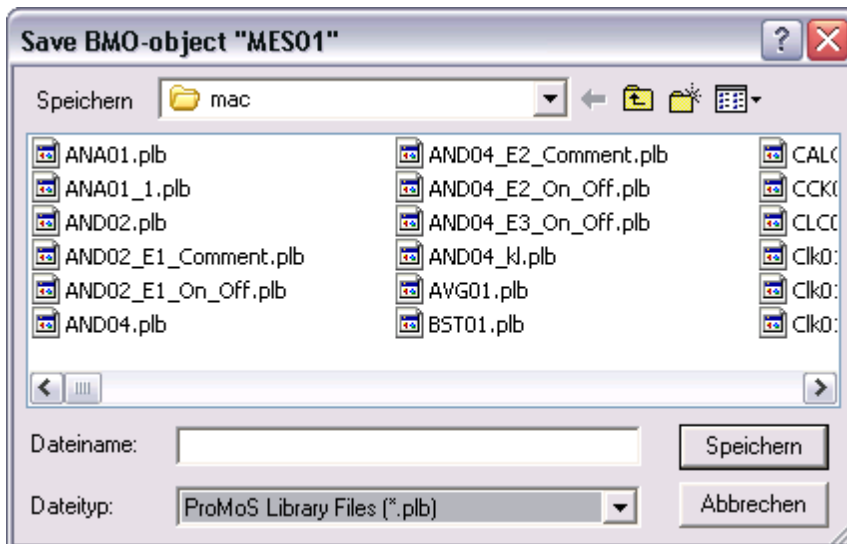 Save BMO-object "MES01"
Speichern mac
ANA01.plb
ANA01_1.plb
AND02.plb
AND02_E1_Comment.plb
AND02_E1_On_Off.plb
AND04.plb
AND04_E2_Comment.plb
AND04_E2_On_Off.plb
AND04_E3_On_Off.plb
AND04_kl.plb
AVG01.plb
BST01.plb
Dateiname:
Speichern
Dateityp: ProMoS Library Files (*.plb)
Abbrechen